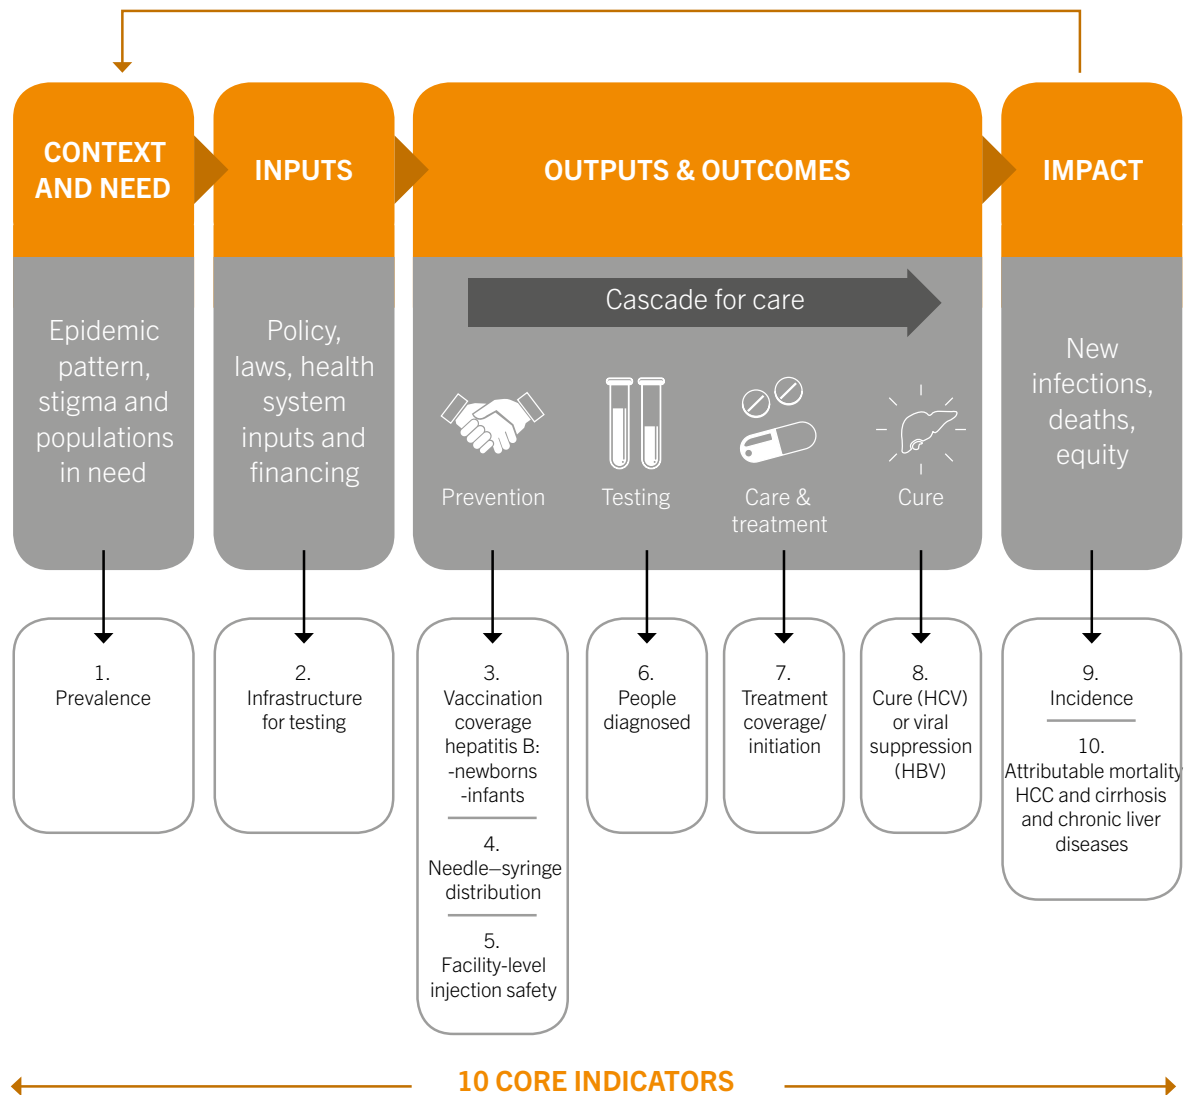 CONTEXT
AND NEED
INPUTS
OUTPUTS & OUTCOMES
IMPACT
Epidemic
pattern,
stigma and
populations
in need
Policy,
laws, health
system
inputs and
financing
Cascade for care
Prevention
Testing
Care &
treatment
Cure
New
infections,
deaths,
equity
1.
Prevalence
2.
Infrastructure
for testing
3.
Vaccination
coverage
hepatitis B:
-newborns
-infants
4.
Needle–syringe
distribution
5.
Facility-level
injection safety
6.
People
diagnosed
7.
Treatment
coverage/
initiation
8.
Cure (HCV)
or viral
suppression
(HBV)
9.
Incidence
10.
Attributable mortality
HCC and cirrhosis
and chronic liver
diseases
10 CORE INDICATORS